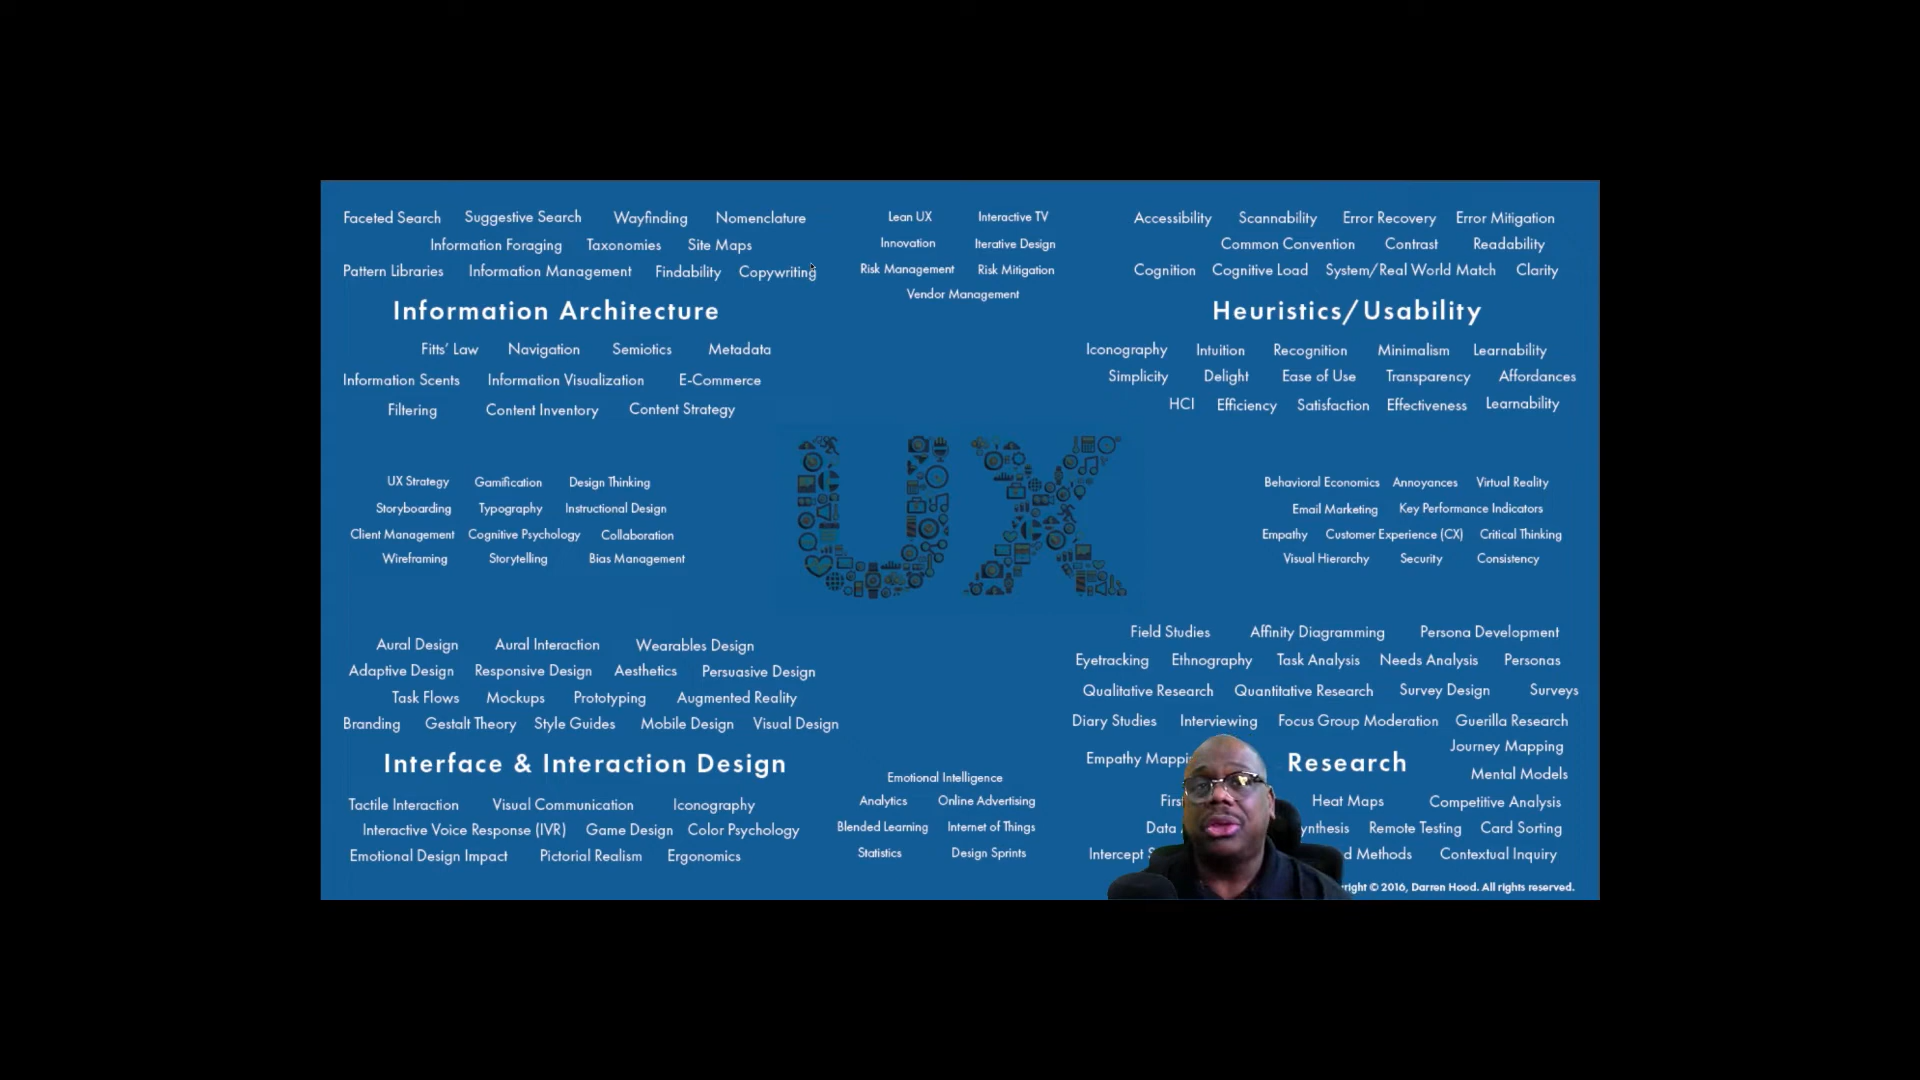 Faceted Search Suggestive Search Wayfinding Nomenclature
Information Foraging Taxonomies Site Maps
Pattern Libraries Information Management Findability Copywriting
Information Architecture
Fitts' Law Navigation Semiotics Metadata
Information Scents Information Visualization E-Commerce
Filtering Content Inventory Content Strategy
Lean UX Interactive TV
Innovation Iterative Design
Risk Management Risk Mitigation
Vendor Management
Accessibility Scannability Error Recovery Error Mitigation
Common Convention Contrast Readability
Cognition Cognitive Load System/Real World Match Clarity
Heuristics/Usability
Iconography Intuition Recognition Minimalism Learnability
Simplicity Delight Ease of Use Transparency Affordances
HCI Efficiency Satisfaction Effectiveness Learnability
UX Strategy Gamification Design Thinking
Storyboarding Typography Instructional Design
Client Management Cognitive Psychology Collaboration
Wireframing Storytelling Bias Management
UX
Behavioral Economics Annoyances Virtual Reality
Email Marketing Key Performance Indicators
Empathy Customer Experience (CX) Critical Thinking
Visual Hierarchy Security Consistency
Aural Design Aural Interaction Wearables Design
Adaptive Design Responsive Design Aesthetics Persuasive Design
Task Flows Mockups Prototyping Augmented Reality
Branding Gestalt Theory Style Guides Mobile Design Visual Design
Interface & Interaction Design
Tactile Interaction Visual Communication Iconography
Interactive Voice Response (IVR) Game Design Color Psychology
Emotional Design Impact Pictorial Realism Ergonomics
Emotional Intelligence
Analytics Online Advertising
Blended Learning Internet of Things
Statistics Design Sprints
Field Studies Affinity Diagramming Persona Development
Eyetracking Ethnography Task Analysis Needs Analysis Personas
Qualitative Research Quantitative Research Survey Design Surveys
Diary Studies Interviewing Focus Group Moderation Guerilla Research
Empathy Research Journey Mapping
Mental Models
Heat Maps Competitive Analysis
Data Remote Testing Card Sorting
Intercept Methods Contextual Inquiry
© 2016, Darren Hood. All rights reserved.